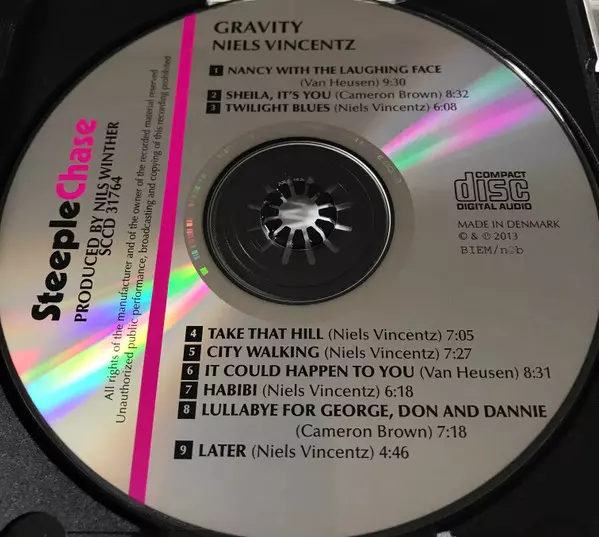 GRAVITY
NIELS VINCENTZ
1 NANCY WITH THE LAUGHING FACE
(Van Heusen) 9:30
2 SHEILA, IT'S YOU (Cameron Brown) 8:32
3 TWILIGHT BLUES (Niels Vincentz) 6:08
SteepleChase
PRODUCED BY NILS WINTHER
SCCD 31764
All rights of the manufacturer and of the owner of the recorded material reserved
Unauthorized public performance, broadcasting and copying of this recording prohibited
COMPACT
disc
DIGITAL AUDIO
MADE IN DENMARK
© & ℗ 2013
BIEM/n©b
4 TAKE THAT HILL (Niels Vincentz) 7:05
5 CITY WALKING (Niels Vincentz) 7:27
6 IT COULD HAPPEN TO YOU (Van Heusen) 8:31
7 HABIBI (Niels Vincentz) 6:18
8 LULLABYE FOR GEORGE, DON AND DANNIE
(Cameron Brown) 7:18
9 LATER (Niels Vincentz) 4:46